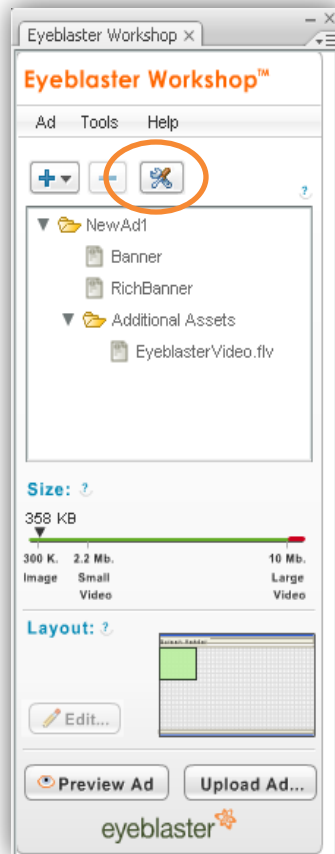 Eyeblaster Workshop ×
Eyeblaster Workshop™
Ad Tools Help
NewAd1
Banner
RichBanner
Additional Assets
EyeblasterVideo.flv
Size: ?
358 KB
300 K. 2.2 Mb. 10 Mb.
Image Small Large
Video Video
Layout: ?
Edit...
Preview Ad Upload Ad...
eyeblaster